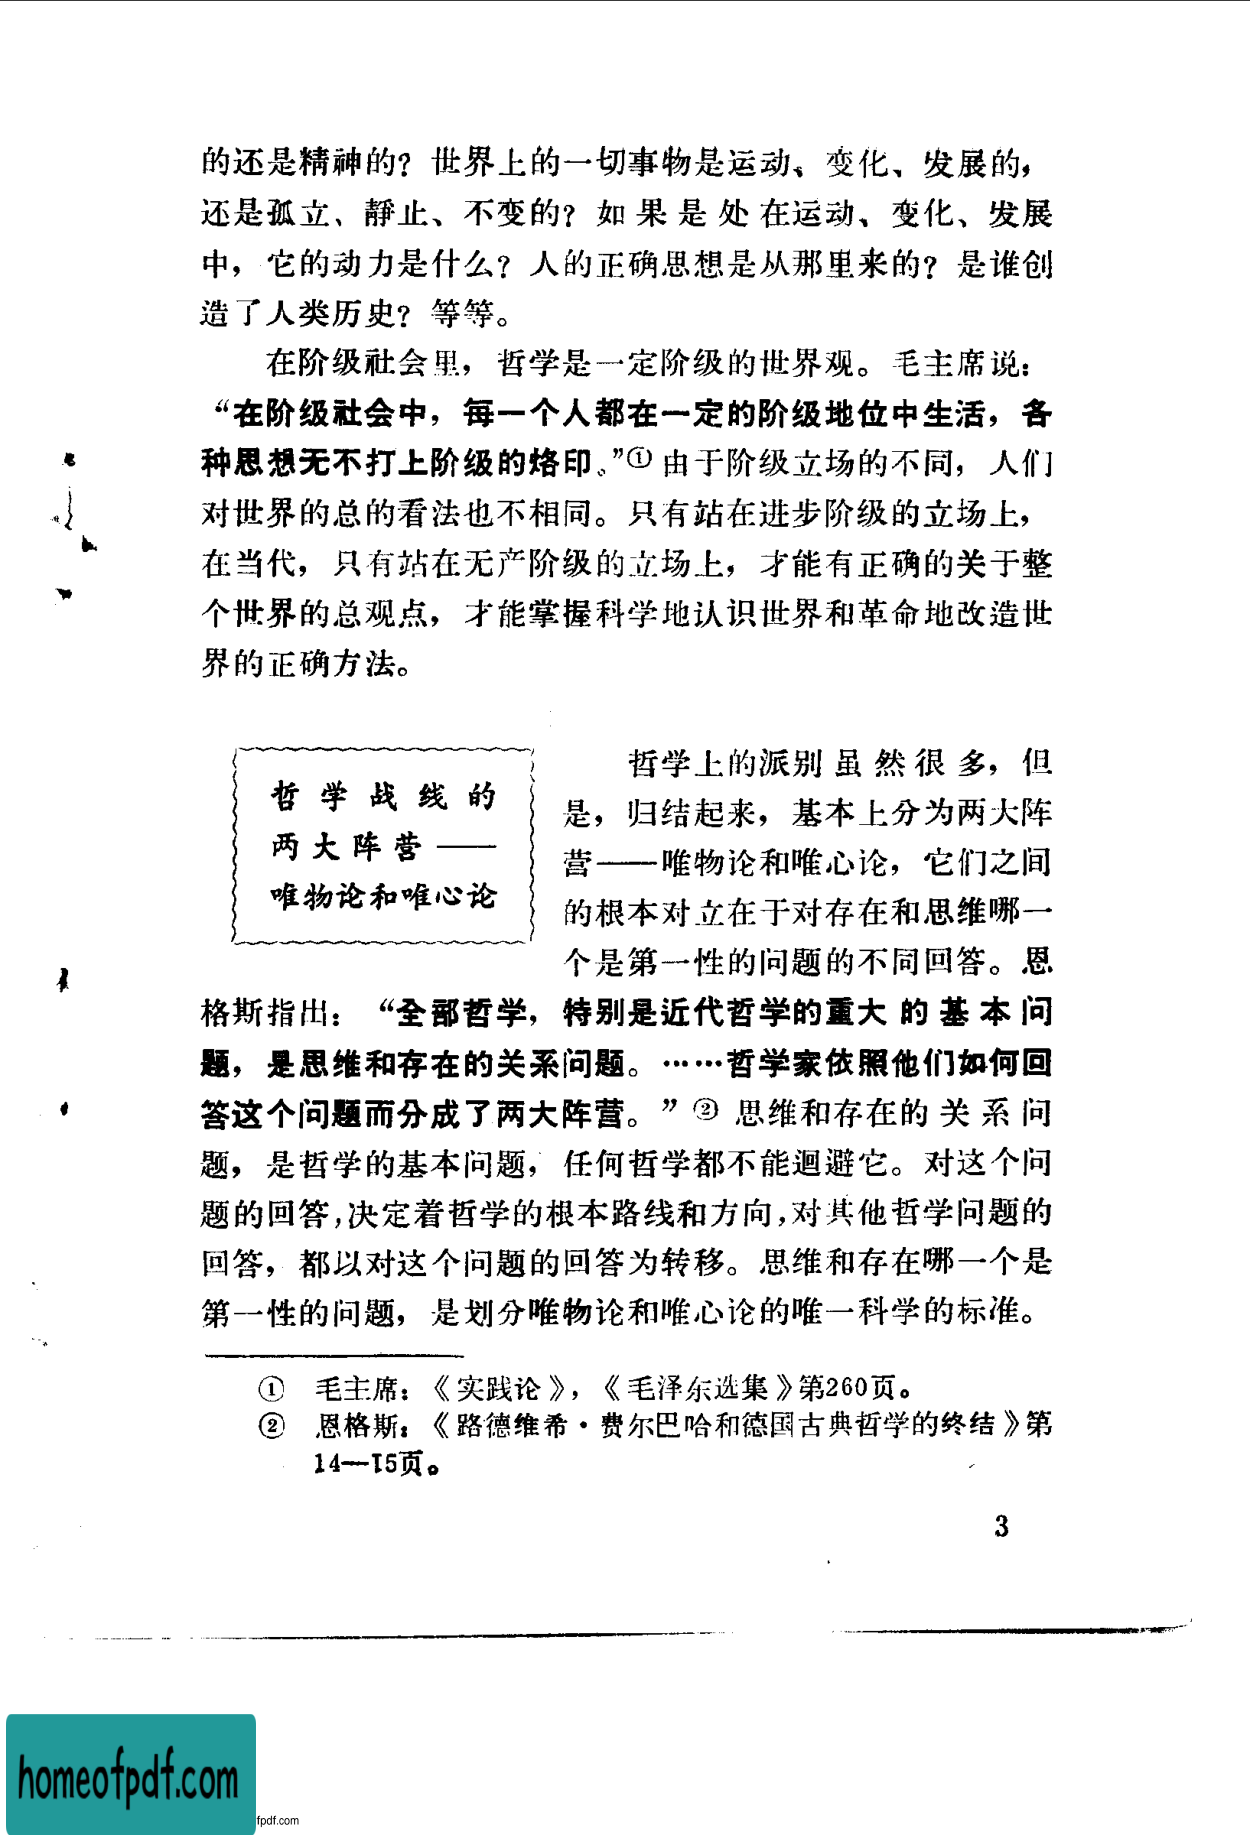 的还是精神的？世界上的一切事物是运动、变化、发展的，
还是孤立、静止、不变的？如果是处在运动、变化、发展
中，它的动力是什么？人的正确思想是从那里来的？是谁创
造了人类历史？等等。
在阶级社会里，哲学是一定阶级的世界观。毛主席说：
“在阶级社会中，每一个人都在一定的阶级地位中生活，各
种思想无不打上阶级的烙印。”①由于阶级立场的不同，人们
对世界的总的看法也不相同。只有站在进步阶级的立场上，
在当代，只有站在无产阶级的立场上，才能有正确的关于整
个世界的总观点，才能掌握科学地认识世界和革命地改造世
界的正确方法。
哲学战线的
两大阵营——
唯物论和唯心论
哲学上的派别虽然很多，但
是，归结起来，基本上分为两大阵
营——唯物论和唯心论，它们之间
的根本对立在于对存在和思维哪一
个是第一性的问题的不同回答。恩
格斯指出：“全部哲学，特别是近代哲学的重大的基本问
题，是思维和存在的关系问题。……哲学家依照他们如何回
答这个问题而分成了两大阵营。”②思维和存在的关系问
题，是哲学的基本问题，任何哲学都不能迴避它。对这个问
题的回答，决定着哲学的根本路线和方向，对其他哲学问题的
回答，都以对这个问题的回答为转移。思维和存在哪一个是
第一性的问题，是划分唯物论和唯心论的唯一科学的标准。
① 毛主席：《实践论》，《毛泽东选集》第260页。
② 恩格斯：《路德维希·费尔巴哈和德国古典哲学的终结》第
14—15页。
3
homeofpdf.com
fpdf.com